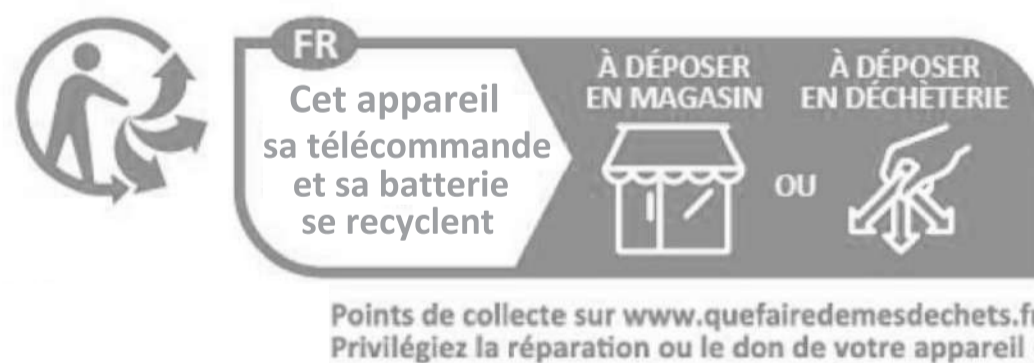 FR
Cet appareil
sa télécommande
et sa batterie
se recyclent
À DÉPOSER
EN MAGASIN
OU
À DÉPOSER
EN DÉCHÈTERIE
Points de collecte sur www.quefairedemesdechets.fr
Privilégiez la réparation ou le don de votre appareil